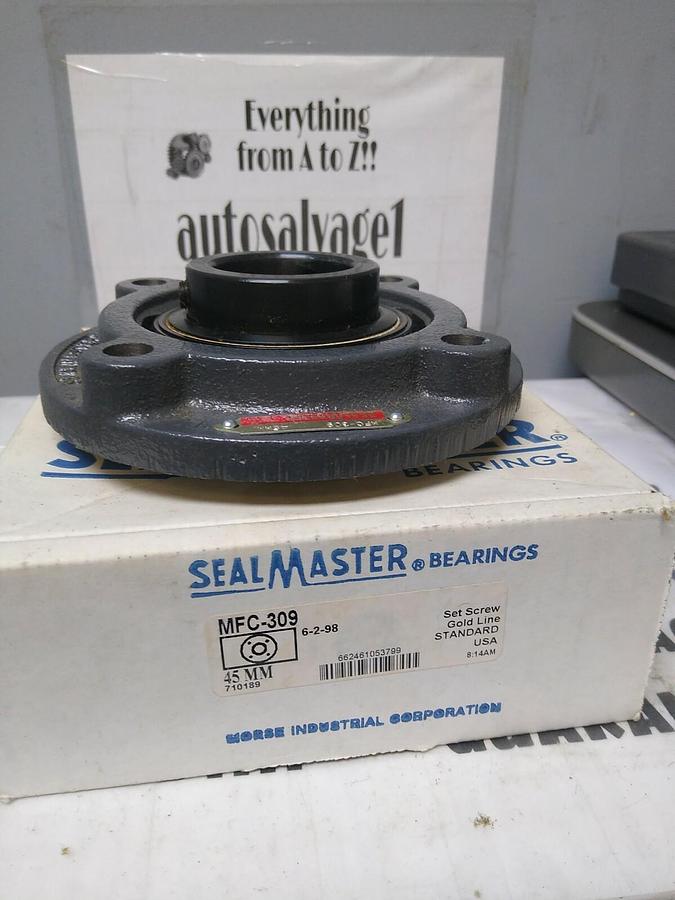 Everything
from A to Z!!
autosalvage1
BEARINGS
SEALMASTER ® BEARINGS
MFC-309
6-2-98
45 MM
710189
662461053799
Set Screw
Gold Line
STANDARD
USA
8:14AM
MORSE INDUSTRIAL CORPORATION